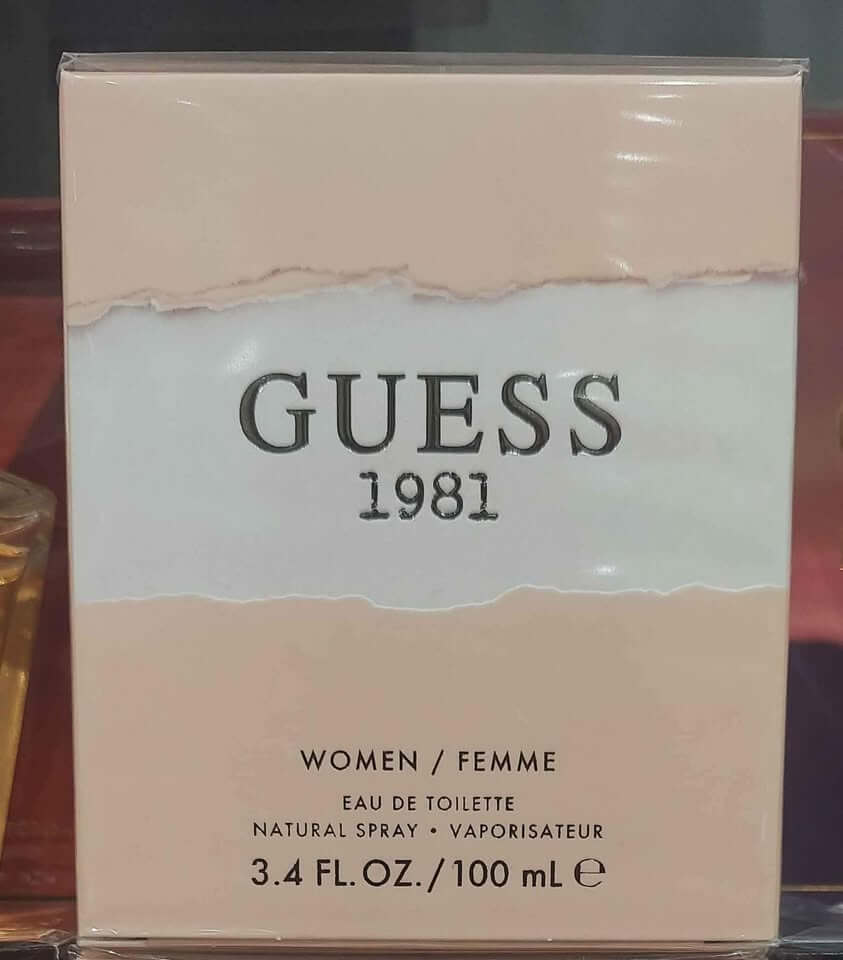 GUESS
1981
WOMEN / FEMME
EAU DE TOILETTE
NATURAL SPRAY • VAPORISATEUR
3.4 FL.OZ./100 mL ℮